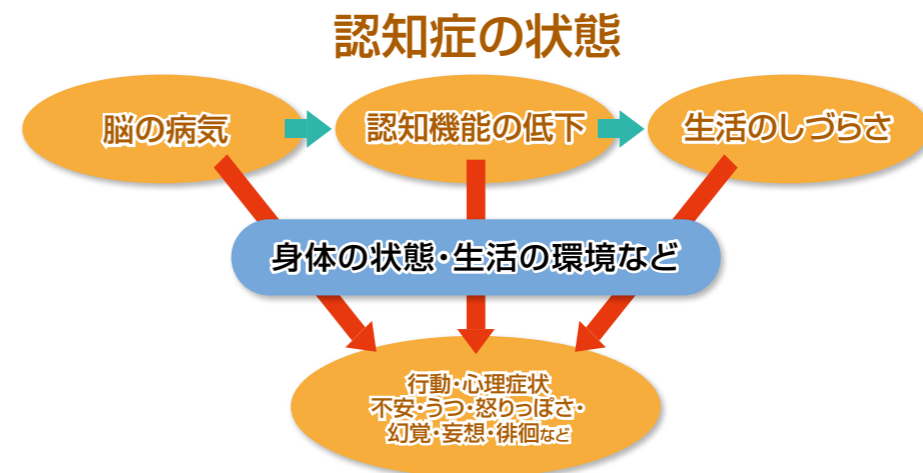 認知症の状態
脳の病気
認知機能の低下
生活のしづらさ
身体の状態・生活の環境など
行動・心理症状
不安・うつ・怒りっぽさ・
幻覚・妄想・徘徊など